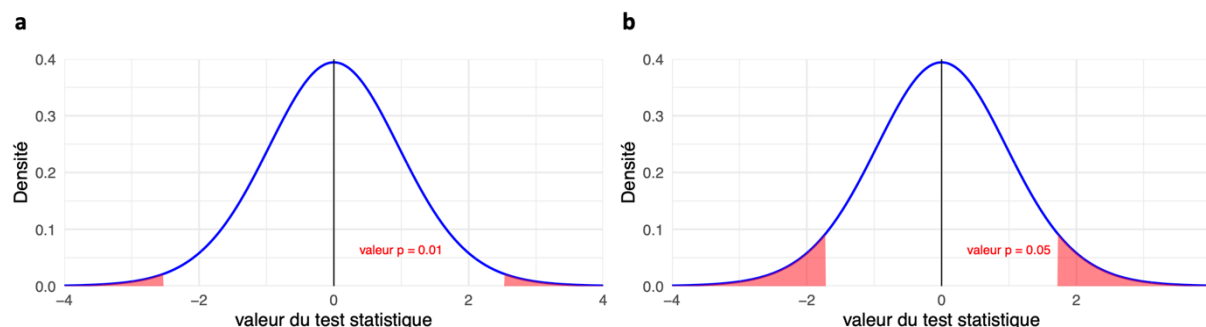 a
b
0.4
0.3
0.2
0.1
0.0
Densité
valeur p = 0.01
−4
−2
0
2
4
valeur du test statistique
0.4
0.3
0.2
0.1
0.0
Densité
valeur p = 0.05
−4
−2
0
2
valeur du test statistique